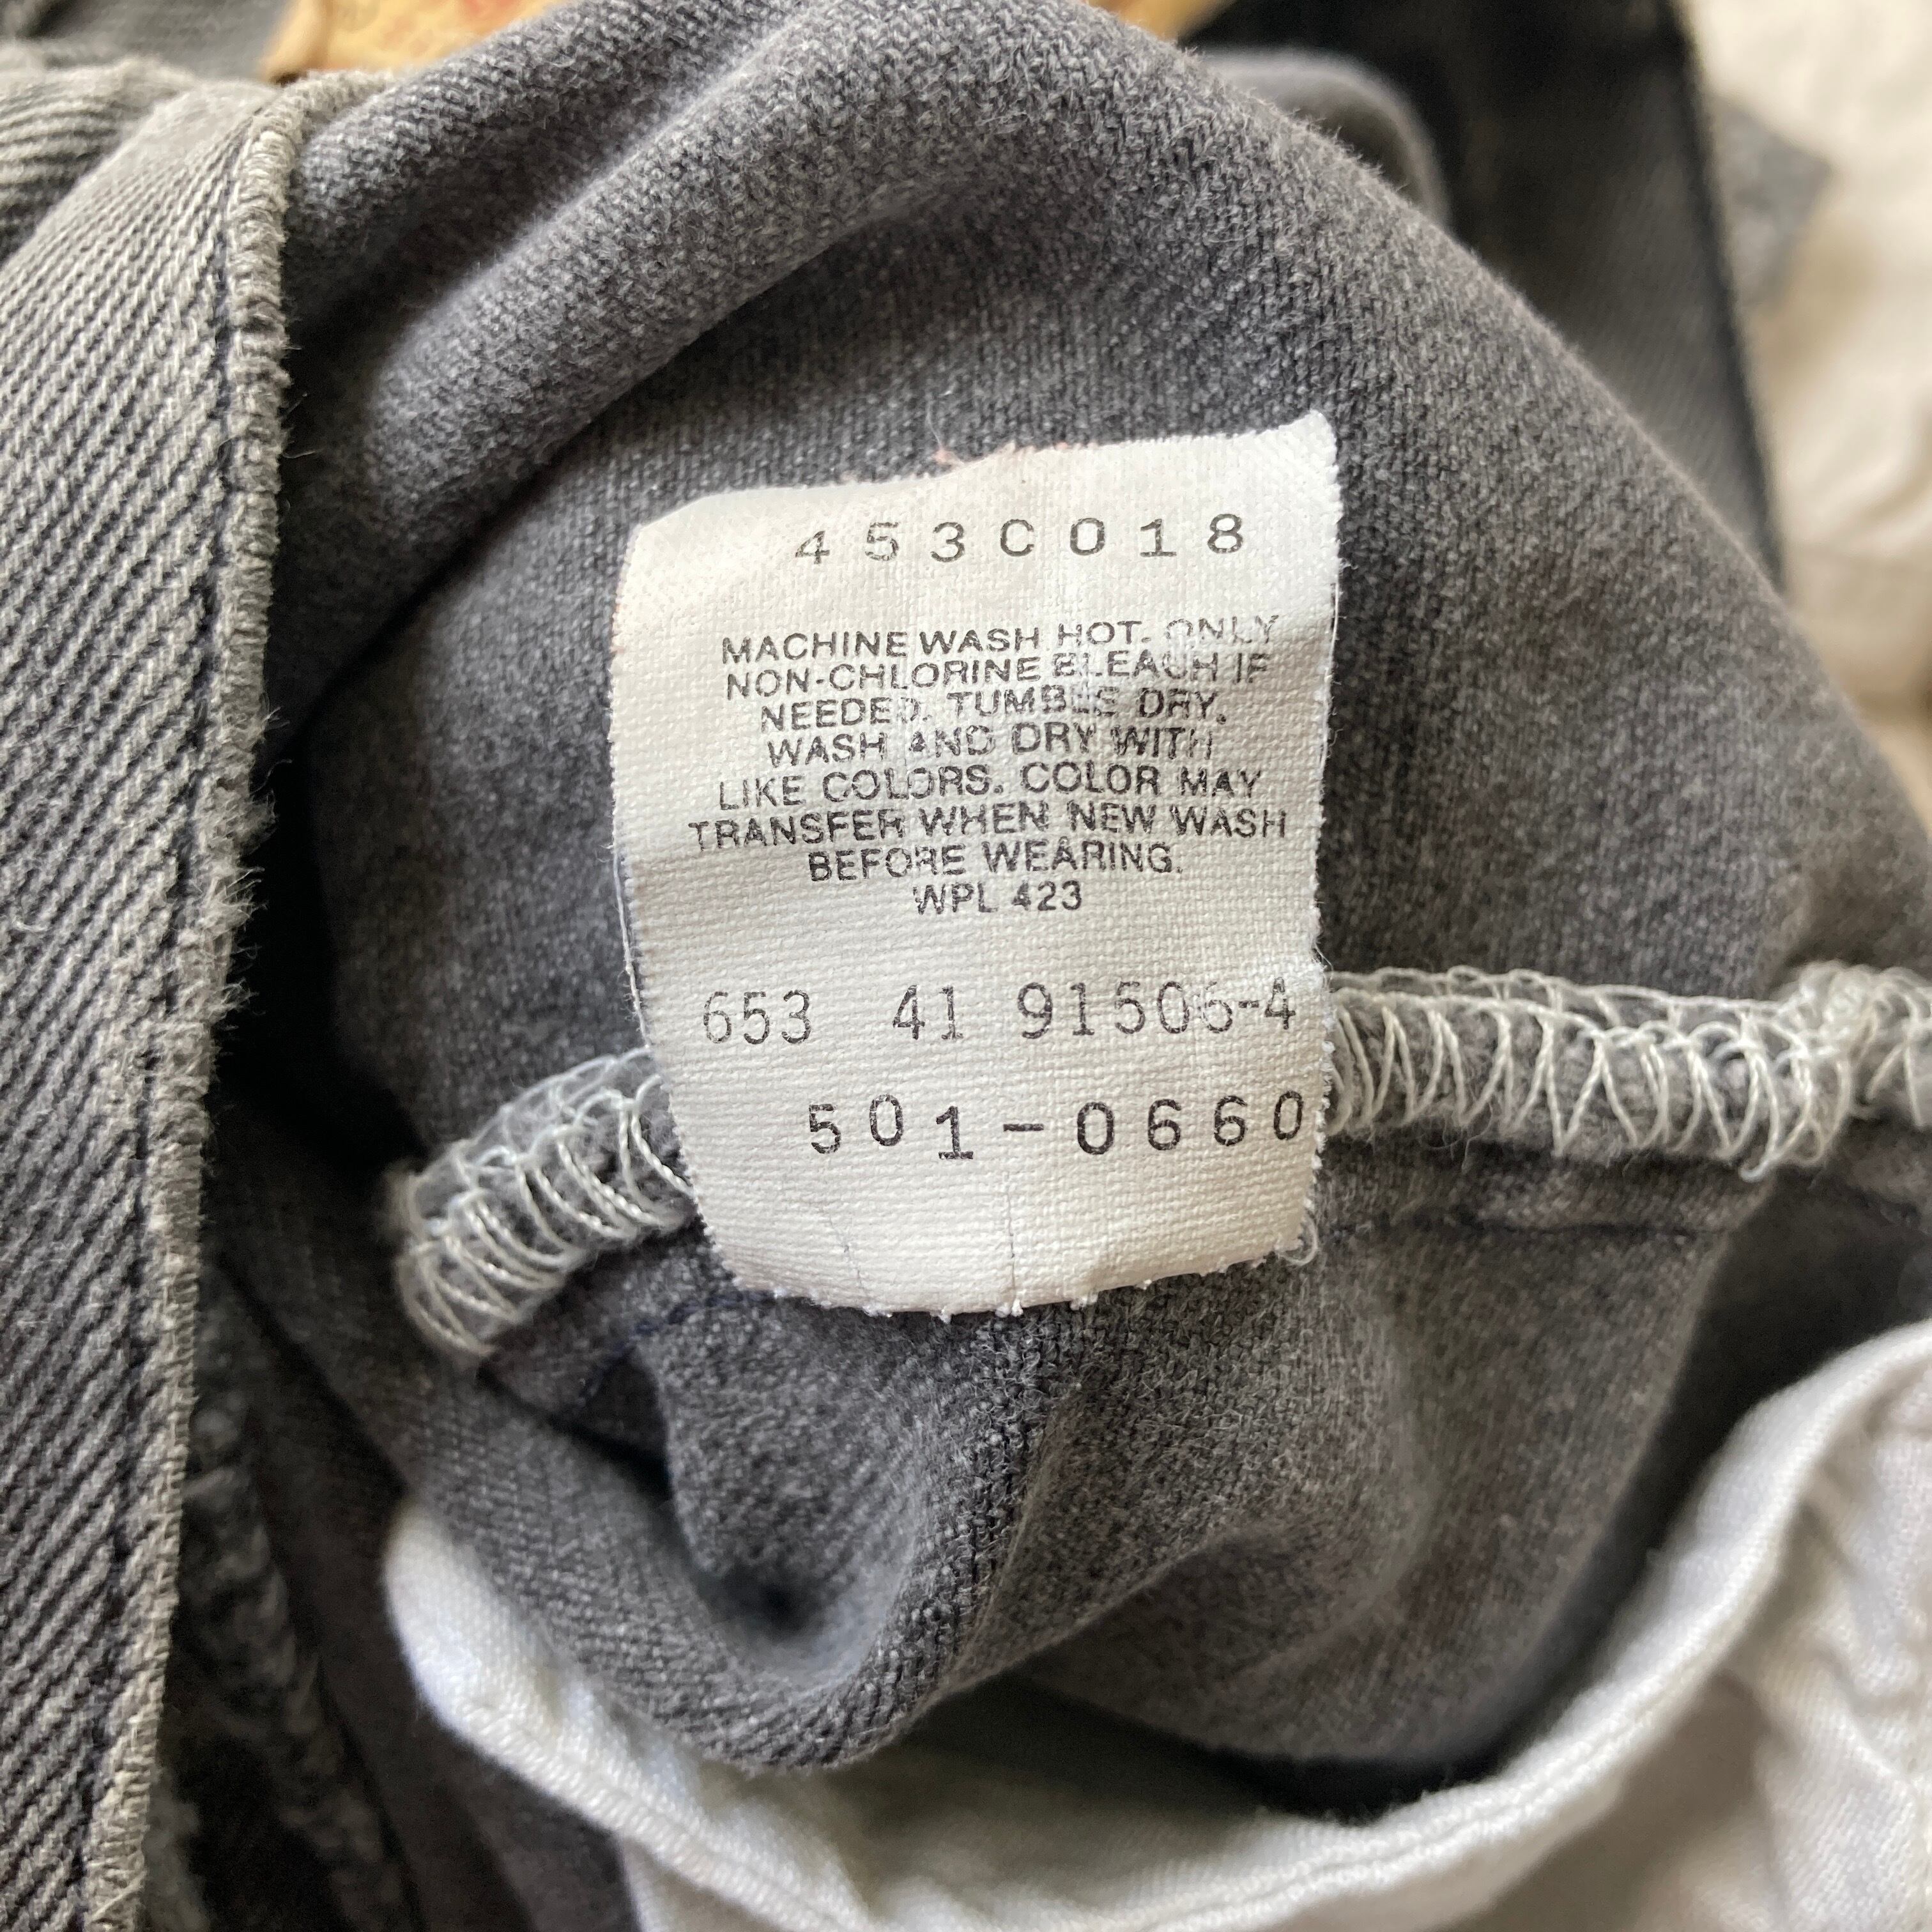 453C018
MACHINE WASH HOT. ONLY
NON-CHLORINE BLEACH IF
NEEDED. TUMBLE DRY.
WASH AND DRY WITH
LIKE COLORS. COLOR MAY
TRANSFER WHEN NEW WASH
BEFORE WEARING.
WPL 423
653 41 91506-4
501-0660